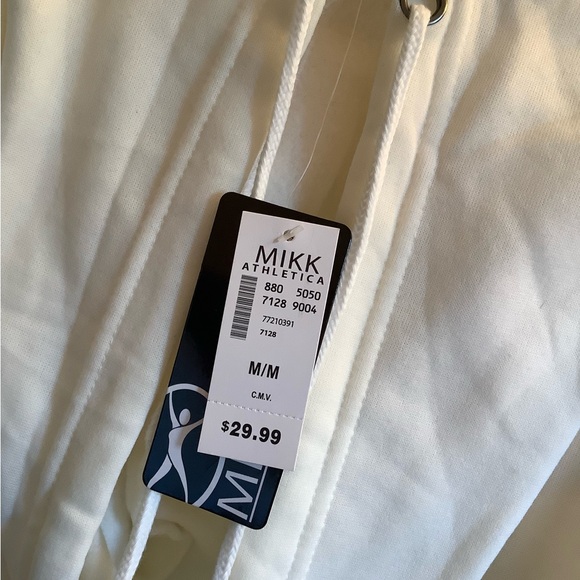 MIKK
ATHLETICA
880 5050
7128 9004
77210391
7128
M/M
C.M.V.
$29.99